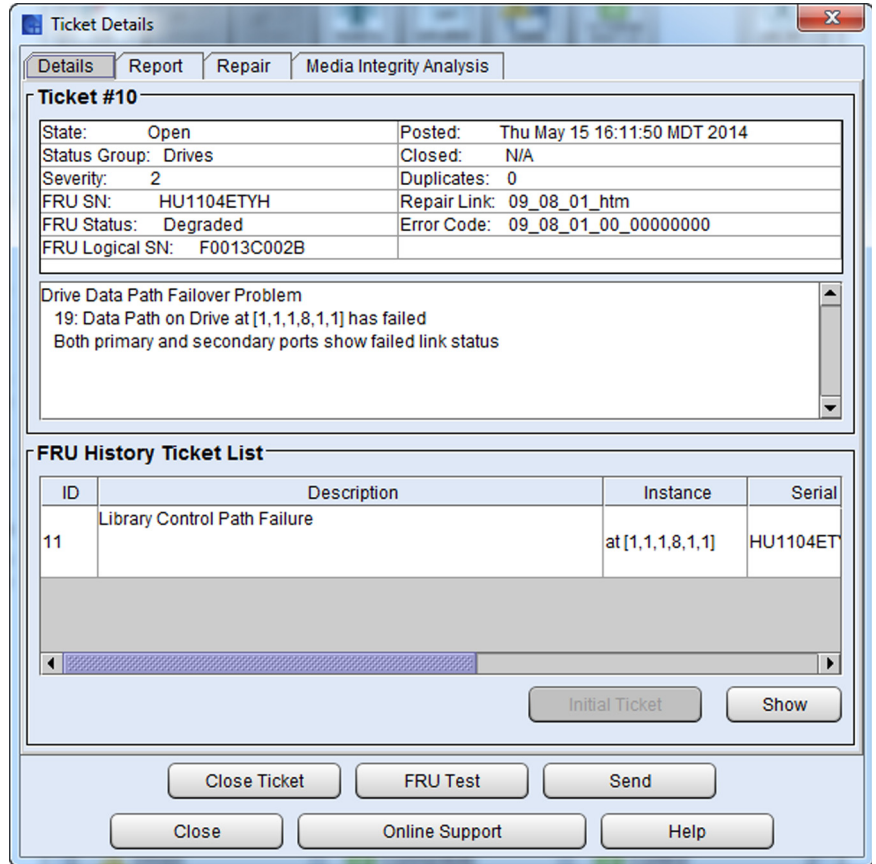 Ticket Details
Details Report Repair Media Integrity Analysis
Ticket #10
State: Open Posted: Thu May 15 16:11:50 MDT 2014
Status Group: Drives Closed: N/A
Severity: 2 Duplicates: 0
FRU SN: HU1104ETYH Repair Link: 09_08_01_htm
FRU Status: Degraded Error Code: 09_08_01_00_00000000
FRU Logical SN: F0013C002B
Drive Data Path Failover Problem
19: Data Path on Drive at [1,1,1,8,1,1] has failed
Both primary and secondary ports show failed link status
FRU History Ticket List
ID Description Instance Serial
Library Control Path Failure
11 at [1,1,1,8,1,1] HU1104ET
Initial Ticket Show
Close Ticket FRU Test Send
Close Online Support Help